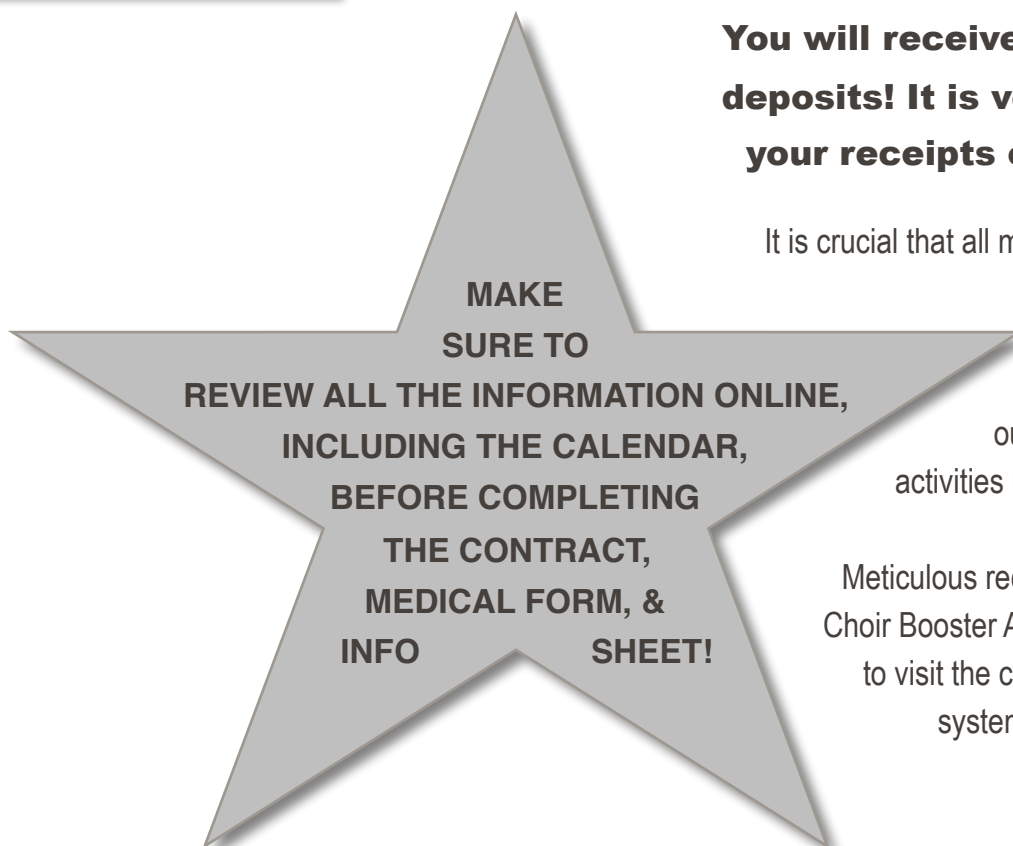 You will receive
deposits! It is
your receipts
It is crucial that all
MAKE
SURE TO
REVIEW ALL THE INFORMATION ONLINE,
INCLUDING THE CALENDAR,
BEFORE COMPLETING
THE CONTRACT,
MEDICAL FORM, &
INFO SHEET!
activities
Meticulous
Choir Booster
to visit the